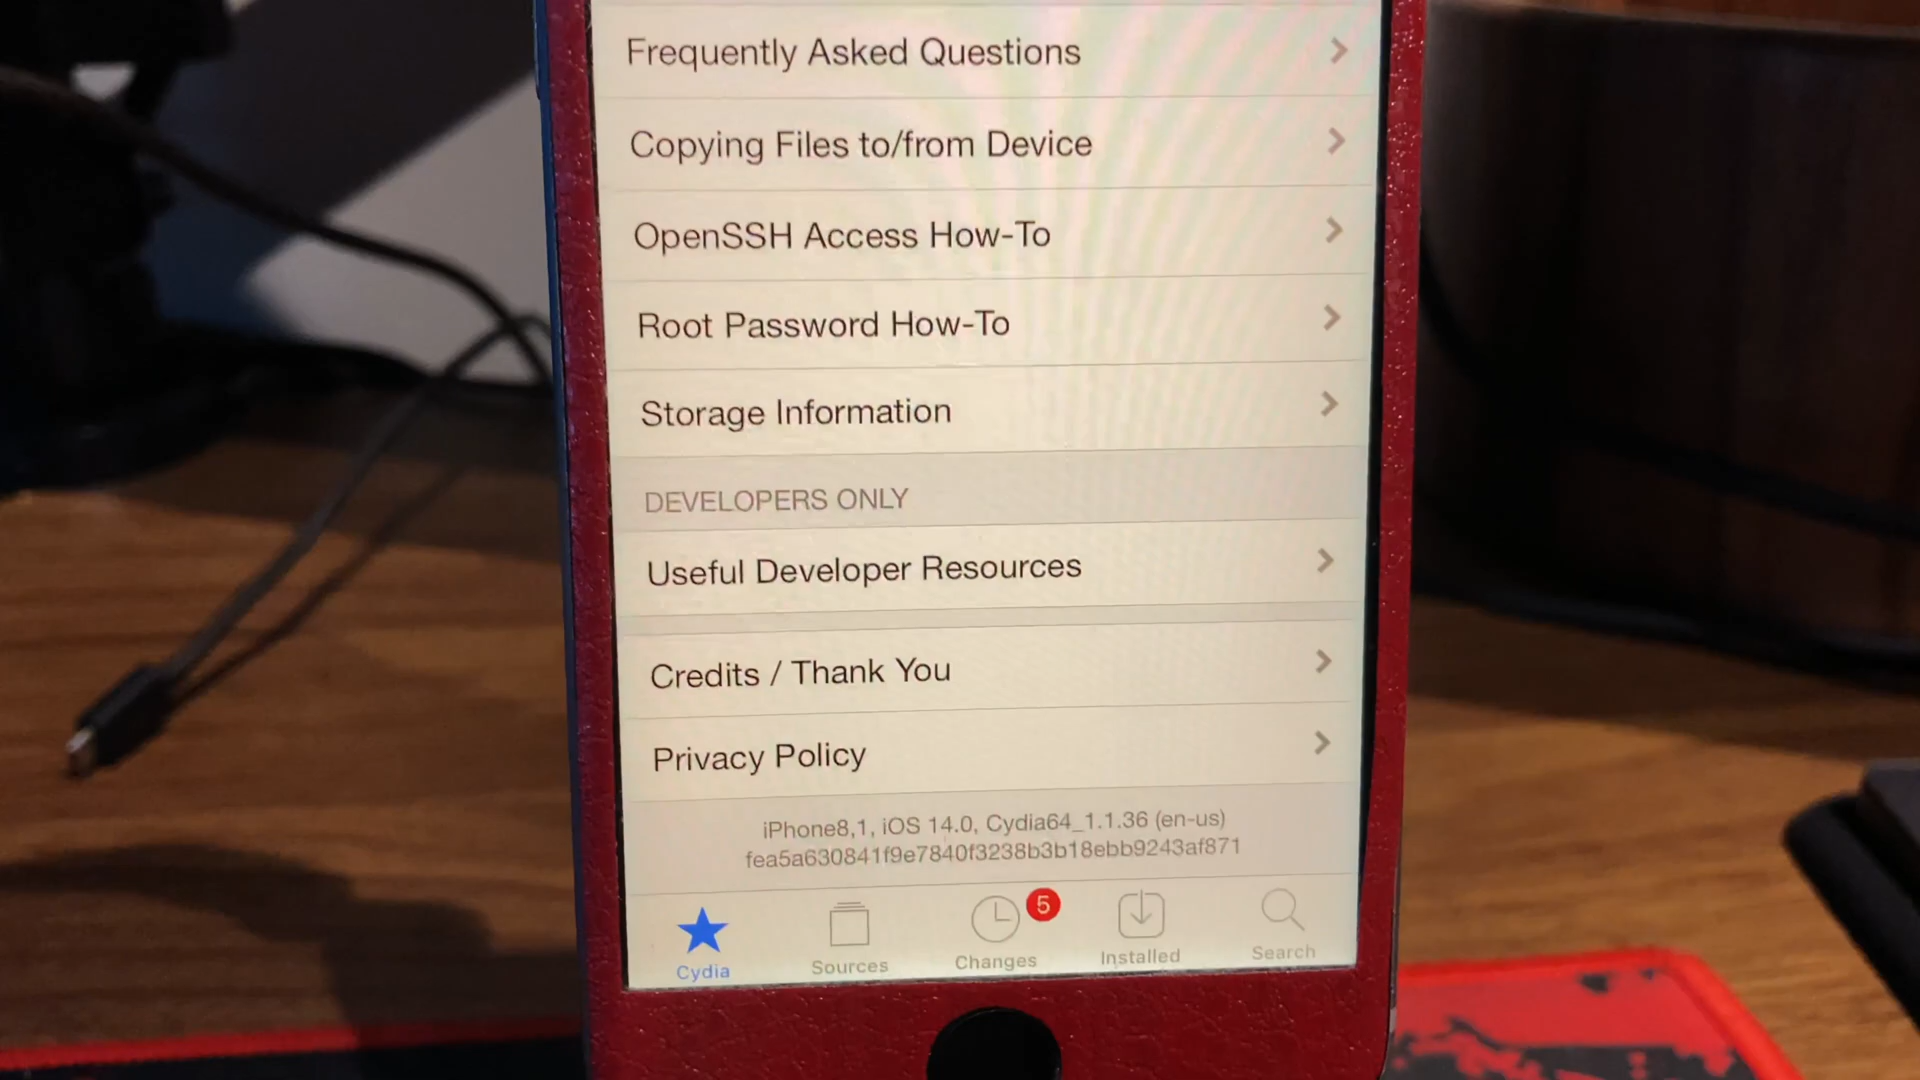 Frequently Asked Questions
Copying Files to/from Device
OpenSSH Access How-To
Root Password How-To
Storage Information
DEVELOPERS ONLY
Useful Developer Resources
Credits / Thank You
Privacy Policy
iPhone8,1, iOS 14.0, Cydia64_1.1.36 (en-us)
fea5a630841f9e7840f3238b3b18ebb9243af871
5
Cydia Sources Changes Installed Search